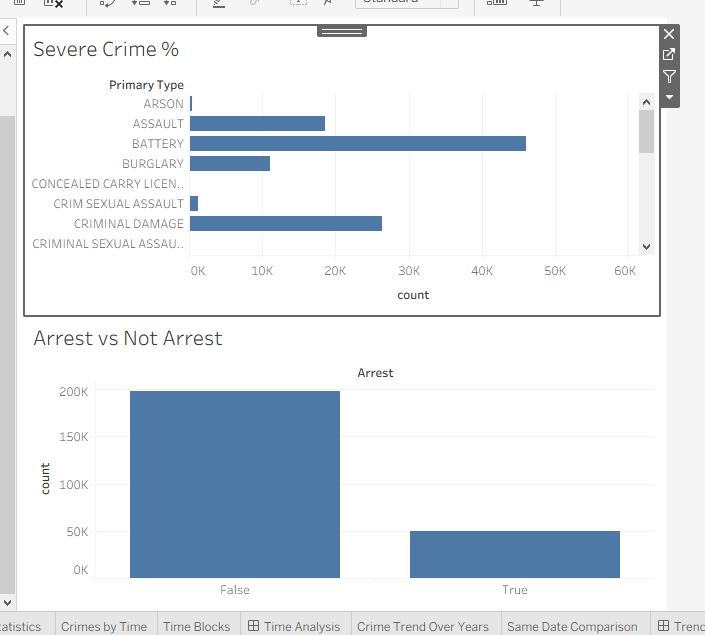 Standard
Severe Crime %
Primary Type
ARSON
ASSAULT
BATTERY
BURGLARY
CONCEALED CARRY LICEN..
CRIM SEXUAL ASSAULT
CRIMINAL DAMAGE
CRIMINAL SEXUAL ASSAU..
0K 10K 20K 30K 40K 50K 60K
count
Arrest vs Not Arrest
Arrest
200K
150K
100K
50K
0K
count
False True
tatistics Crimes by Time Time Blocks Time Analysis Crime Trend Over Years Same Date Comparison Trend